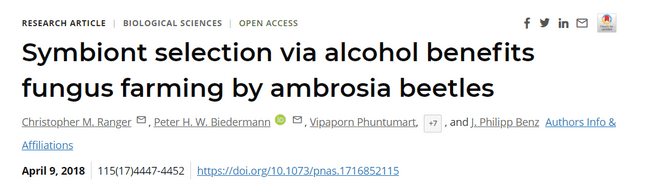 RESEARCH ARTICLE | BIOLOGICAL SCIENCES | OPEN ACCESS
Symbiont selection via alcohol benefits
fungus farming by ambrosia beetles
Christopher M. Ranger , Peter H. W. Biedermann iD , Vipaporn Phuntumart, +7 , and J. Philipp Benz Authors Info &
Affiliations
April 9, 2018 | 115(17)4447-4452 | https://doi.org/10.1073/pnas.1716852115